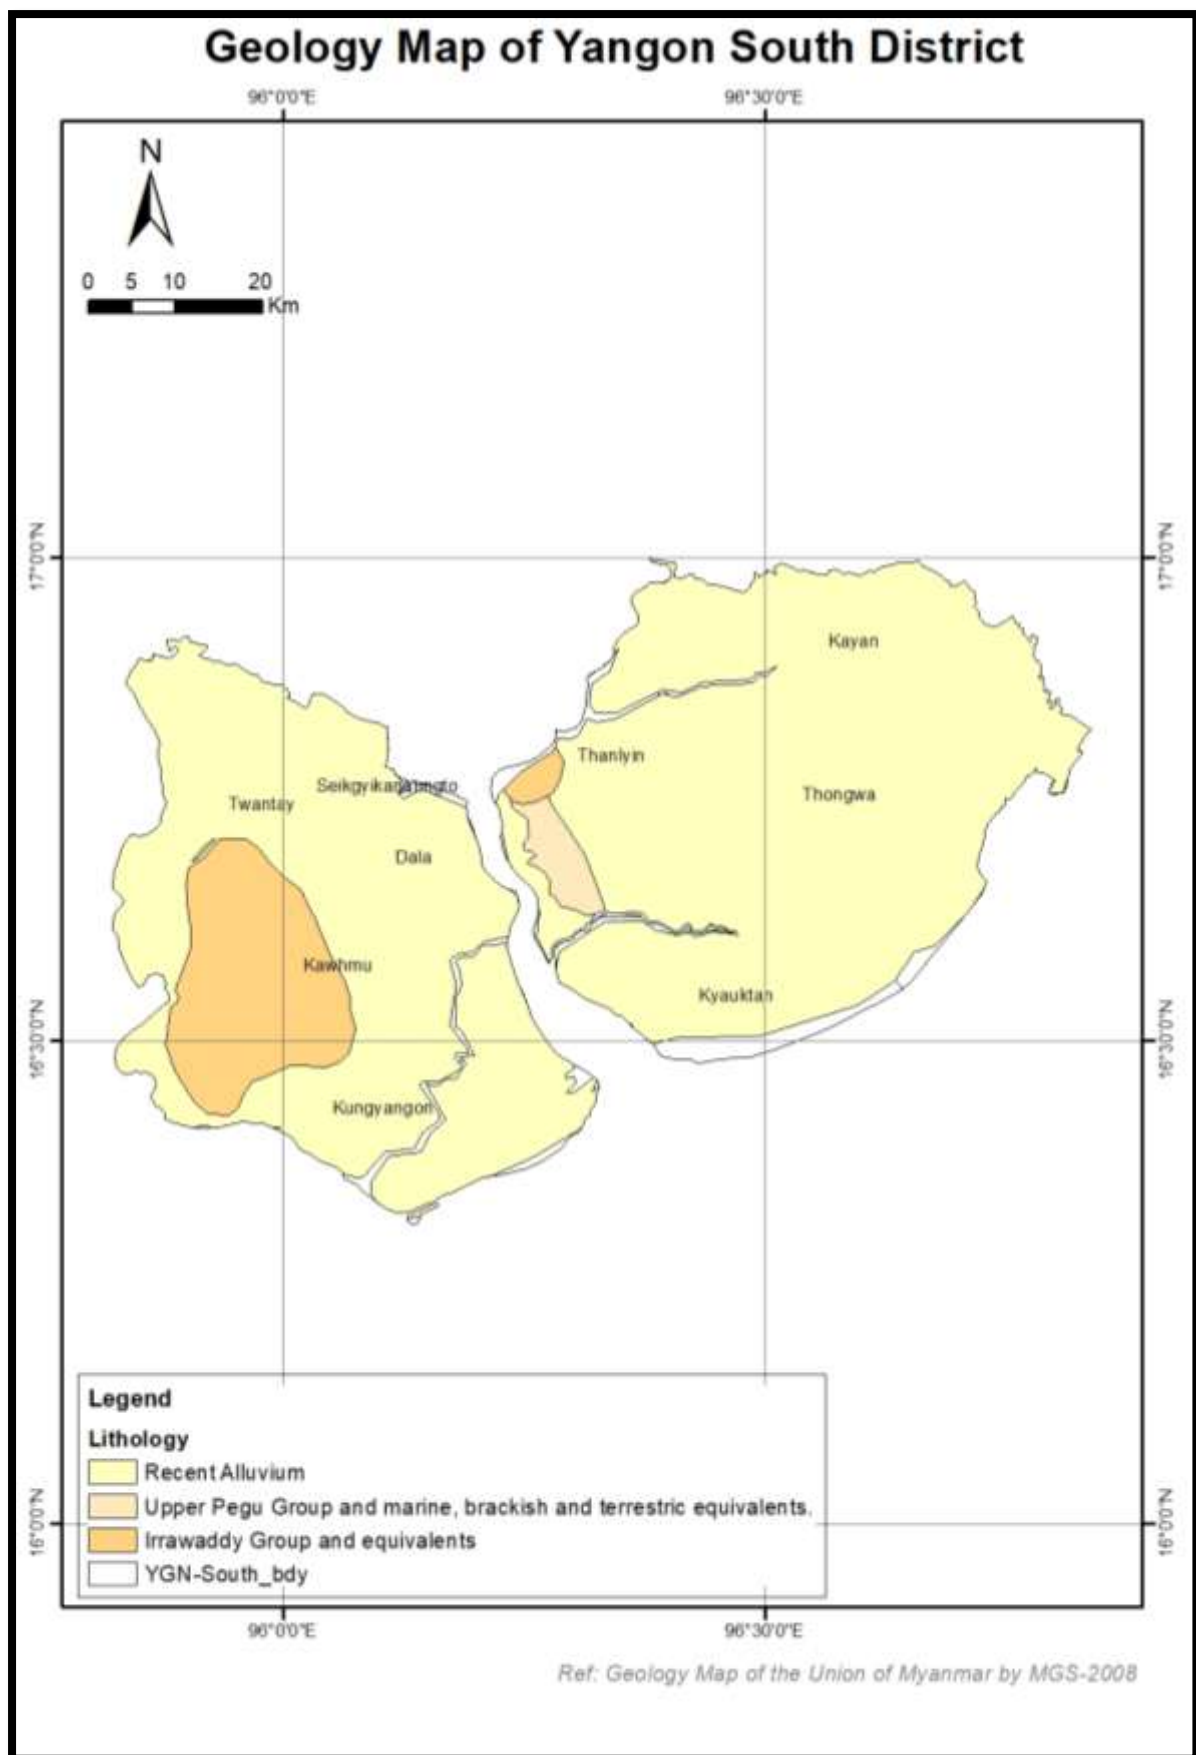 Geology Map of Yangon South District
96°0'0"E 96°30'0"E
N
0 5 10 20
Km
17°0'0"N 17°0'0"N
Kayan
Thanlyin
Twantay
Thongwa
Dala
Kawhmu
Kyauktan
16°30'0"N 16°30'0"N
Kungyangon
Legend
Lithology
Recent Alluvium
Upper Pegu Group and marine, brackish and terrestric equivalents.
Irrawaddy Group and equivalents
YGN-South_bdy
16°0'0"N 16°0'0"N
96°0'0"E 96°30'0"E
Ref: Geology Map of the Union of Myanmar by MGS-2008